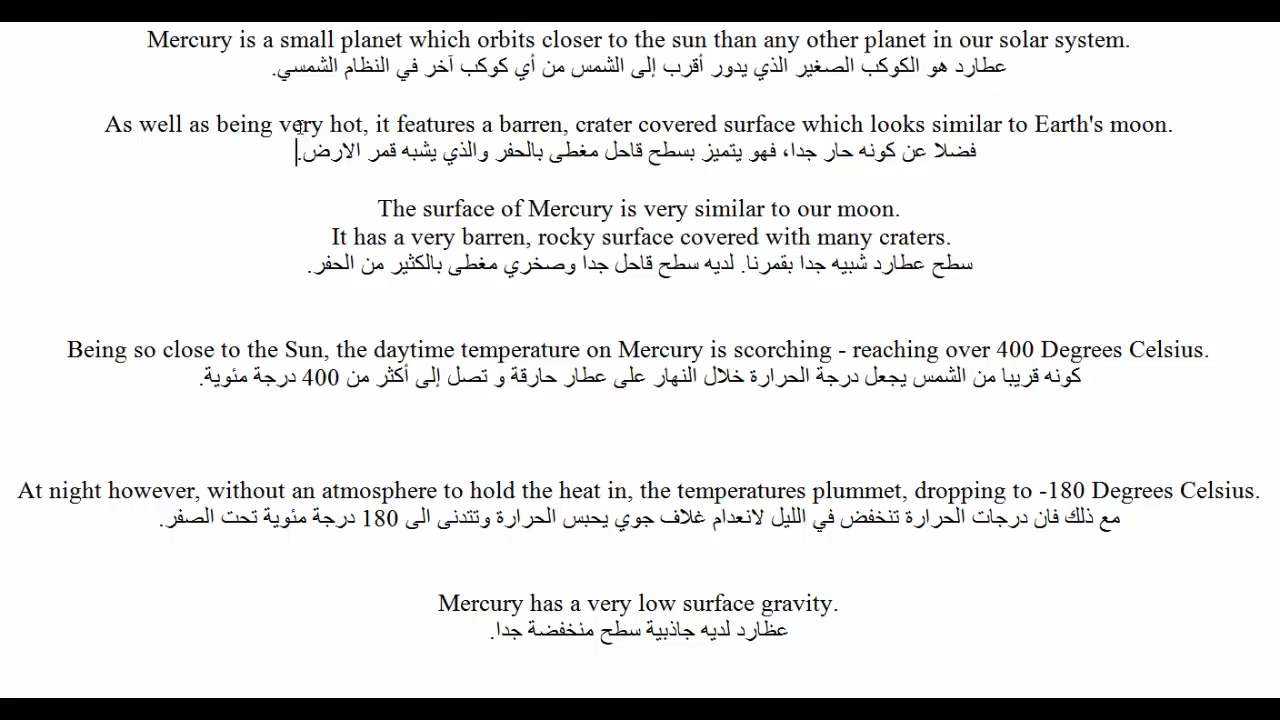 Mercury is a small planet which orbits closer to the sun than any other planet in our solar system.
عطارد هو الكوكب الصغير الذي يدور أقرب إلى الشمس من أي كوكب آخر في النظام الشمسي.
As well as being very hot, it features a barren, crater covered surface which looks similar to Earth's moon.
فضلا عن كونه حار جدا، فهو يتميز بسطح قاحل مغطى بالحفر والذي يشبه قمر الارض.
The surface of Mercury is very similar to our moon.
It has a very barren, rocky surface covered with many craters.
سطح عطارد شبيه جدا بقمرنا. لديه سطح قاحل جدا وصخري مغطى بالكثير من الحفر.
Being so close to the Sun, the daytime temperature on Mercury is scorching - reaching over 400 Degrees Celsius.
كونه قريبا من الشمس يجعل درجة الحرارة خلال النهار على عطار حارقة و تصل إلى أكثر من 400 درجة مئوية.
At night however, without an atmosphere to hold the heat in, the temperatures plummet, dropping to -180 Degrees Celsius.
مع ذلك فان درجات الحرارة تنخفض في الليل لانعدام غلاف جوي يحبس الحرارة وتتدنى الى 180 درجة مئوية تحت الصفر.
Mercury has a very low surface gravity.
عظارد لديه جاذبية سطح منخفضة جدا.